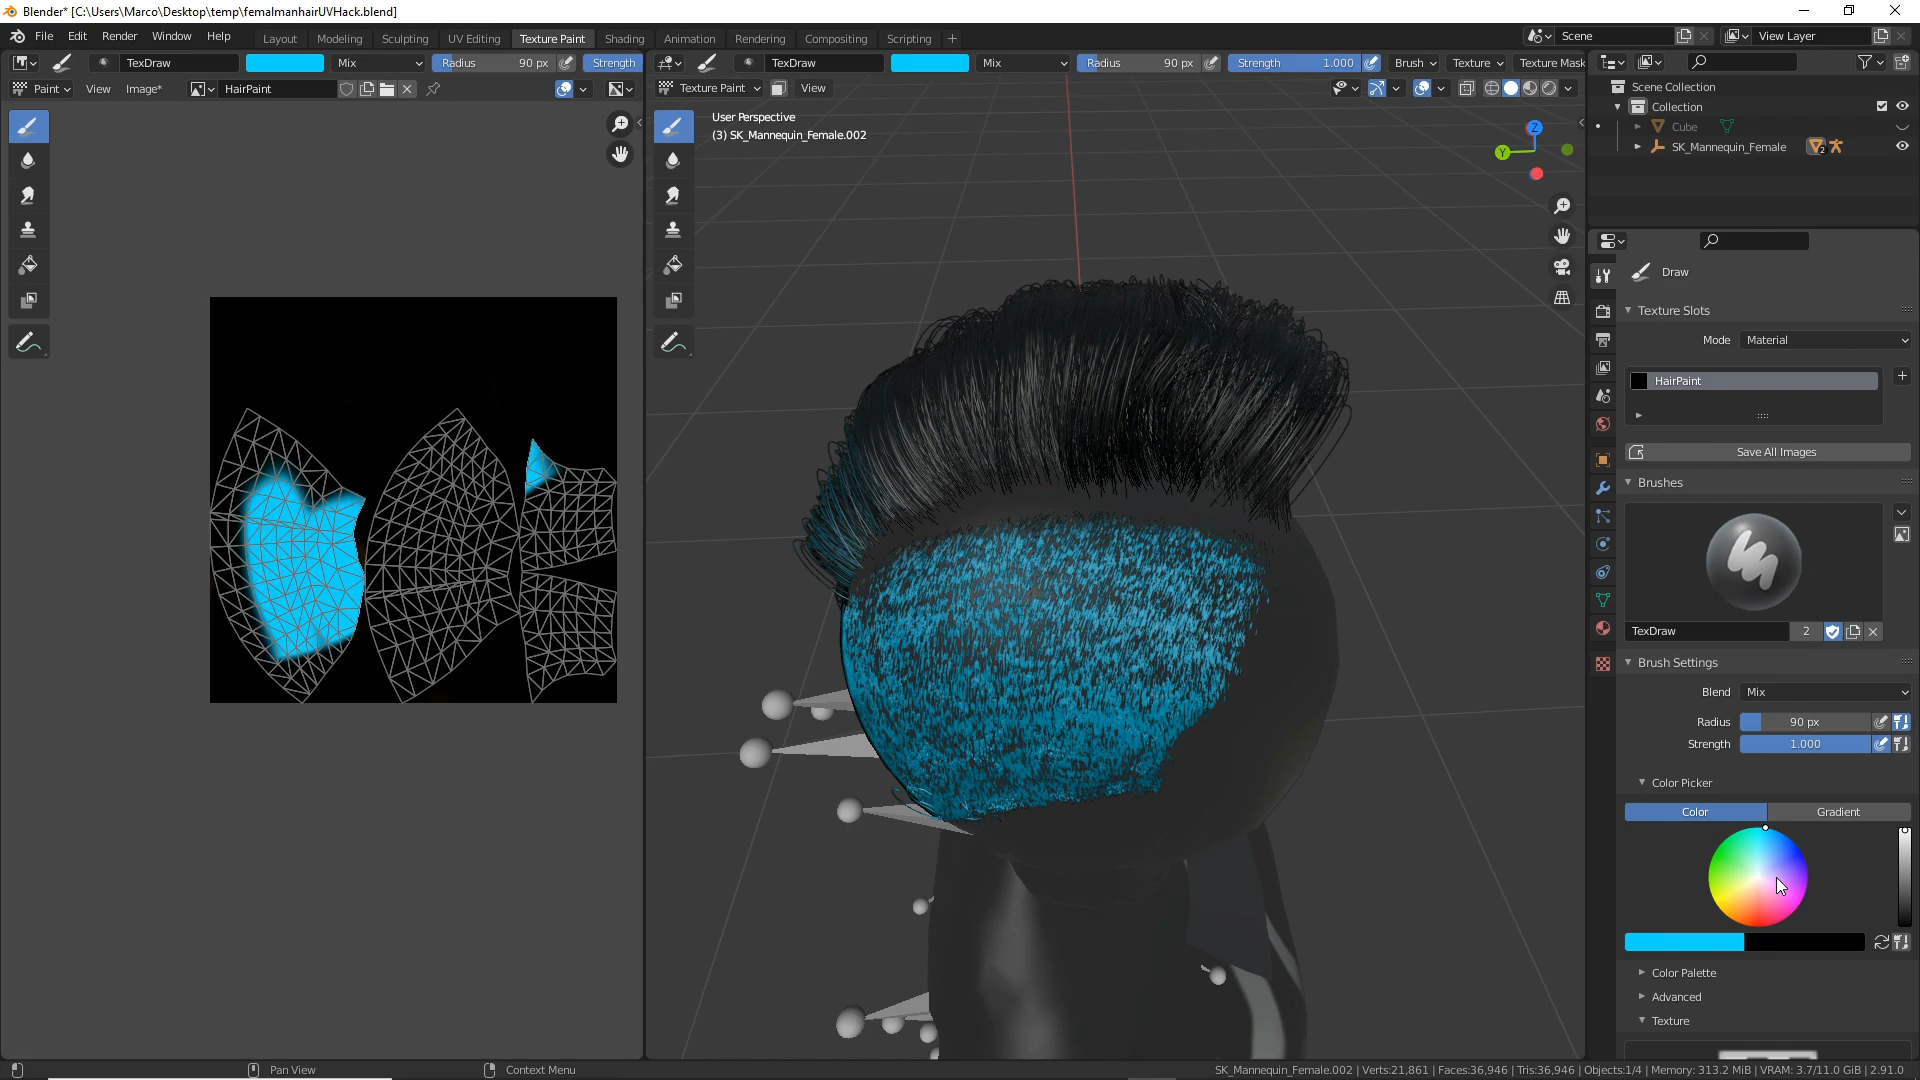 Blender* [C:\Users\Marco\Desktop\temp\femalmanhairUVHack.blend]
File Edit Render Window Help Layout Modeling Sculpting UV Editing Texture Paint Shading Animation Rendering Compositing Scripting + Scene View Layer
TexDraw Mix Radius 90 px Strength
TexDraw Mix Radius 90 px Strength 1.000 Brush Texture Texture Mask
Paint View Image* HairPaint
Texture Paint View
User Perspective
(3) SK_Mannequin_Female.002
Z
Y
Scene Collection
Collection
Cube
SK_Mannequin_Female 2
Draw
Texture Slots
Mode Material
HairPaint
Save All Images
Brushes
TexDraw 2
Brush Settings
Blend Mix
Radius 90 px
Strength 1.000
Color Picker
Color Gradient
Color Palette
Advanced
Texture
Pan View Context Menu
SK_Mannequin_Female.002 | Verts:21,861 | Faces:36,946 | Tris:36,946 | Objects:1/4 | Memory: 313.2 MiB | VRAM: 3.7/11.0 GiB | 2.91.0